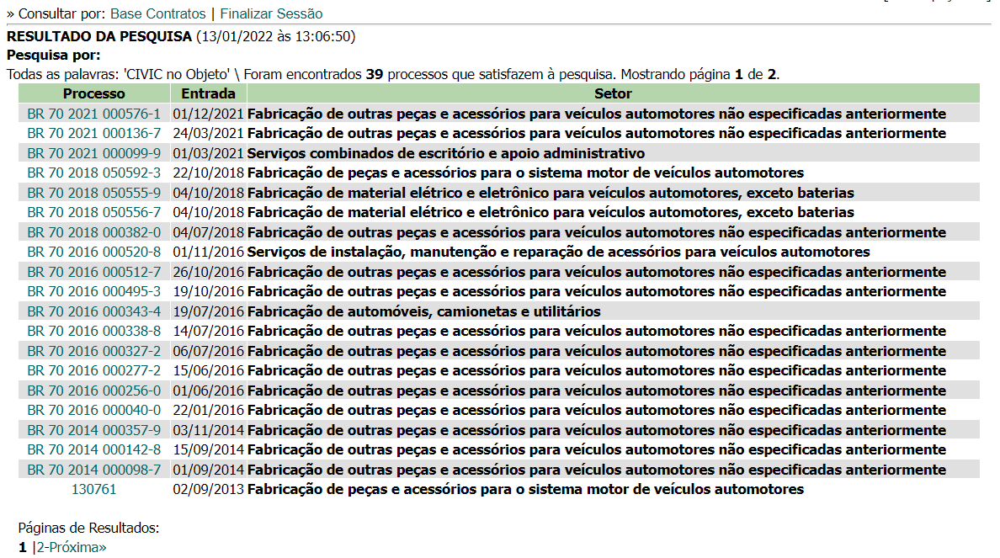 » Consultar por: Base Contratos | Finalizar Sessão
RESULTADO DA PESQUISA (13/01/2022 às 13:06:50)
Pesquisa por:
Todas as palavras: 'CIVIC no Objeto' \ Foram encontrados 39 processos que satisfazem à pesquisa. Mostrando página 1 de 2.
Processo Entrada Setor
BR 70 2021 000576-1 01/12/2021 Fabricação de outras peças e acessórios para veículos automotores não especificadas anteriormente
BR 70 2021 000136-7 24/03/2021 Fabricação de outras peças e acessórios para veículos automotores não especificadas anteriormente
BR 70 2021 000099-9 01/03/2021 Serviços combinados de escritório e apoio administrativo
BR 70 2018 050592-3 22/10/2018 Fabricação de peças e acessórios para o sistema motor de veículos automotores
BR 70 2018 050555-9 04/10/2018 Fabricação de material elétrico e eletrônico para veículos automotores, exceto baterias
BR 70 2018 050556-7 04/10/2018 Fabricação de material elétrico e eletrônico para veículos automotores, exceto baterias
BR 70 2018 000382-0 04/07/2018 Fabricação de outras peças e acessórios para veículos automotores não especificadas anteriormente
BR 70 2016 000520-8 01/11/2016 Serviços de instalação, manutenção e reparação de acessórios para veículos automotores
BR 70 2016 000512-7 26/10/2016 Fabricação de outras peças e acessórios para veículos automotores não especificadas anteriormente
BR 70 2016 000495-3 19/10/2016 Fabricação de outras peças e acessórios para veículos automotores não especificadas anteriormente
BR 70 2016 000343-4 19/07/2016 Fabricação de automóveis, camionetas e utilitários
BR 70 2016 000338-8 14/07/2016 Fabricação de outras peças e acessórios para veículos automotores não especificadas anteriormente
BR 70 2016 000327-2 06/07/2016 Fabricação de outras peças e acessórios para veículos automotores não especificadas anteriormente
BR 70 2016 000277-2 15/06/2016 Fabricação de outras peças e acessórios para veículos automotores não especificadas anteriormente
BR 70 2016 000256-0 01/06/2016 Fabricação de outras peças e acessórios para veículos automotores não especificadas anteriormente
BR 70 2016 000040-0 22/01/2016 Fabricação de outras peças e acessórios para veículos automotores não especificadas anteriormente
BR 70 2014 000357-9 03/11/2014 Fabricação de outras peças e acessórios para veículos automotores não especificadas anteriormente
BR 70 2014 000142-8 15/09/2014 Fabricação de outras peças e acessórios para veículos automotores não especificadas anteriormente
BR 70 2014 000098-7 01/09/2014 Fabricação de outras peças e acessórios para veículos automotores não especificadas anteriormente
130761 02/09/2013 Fabricação de peças e acessórios para o sistema motor de veículos automotores
Páginas de Resultados:
1 |2-Próxima»